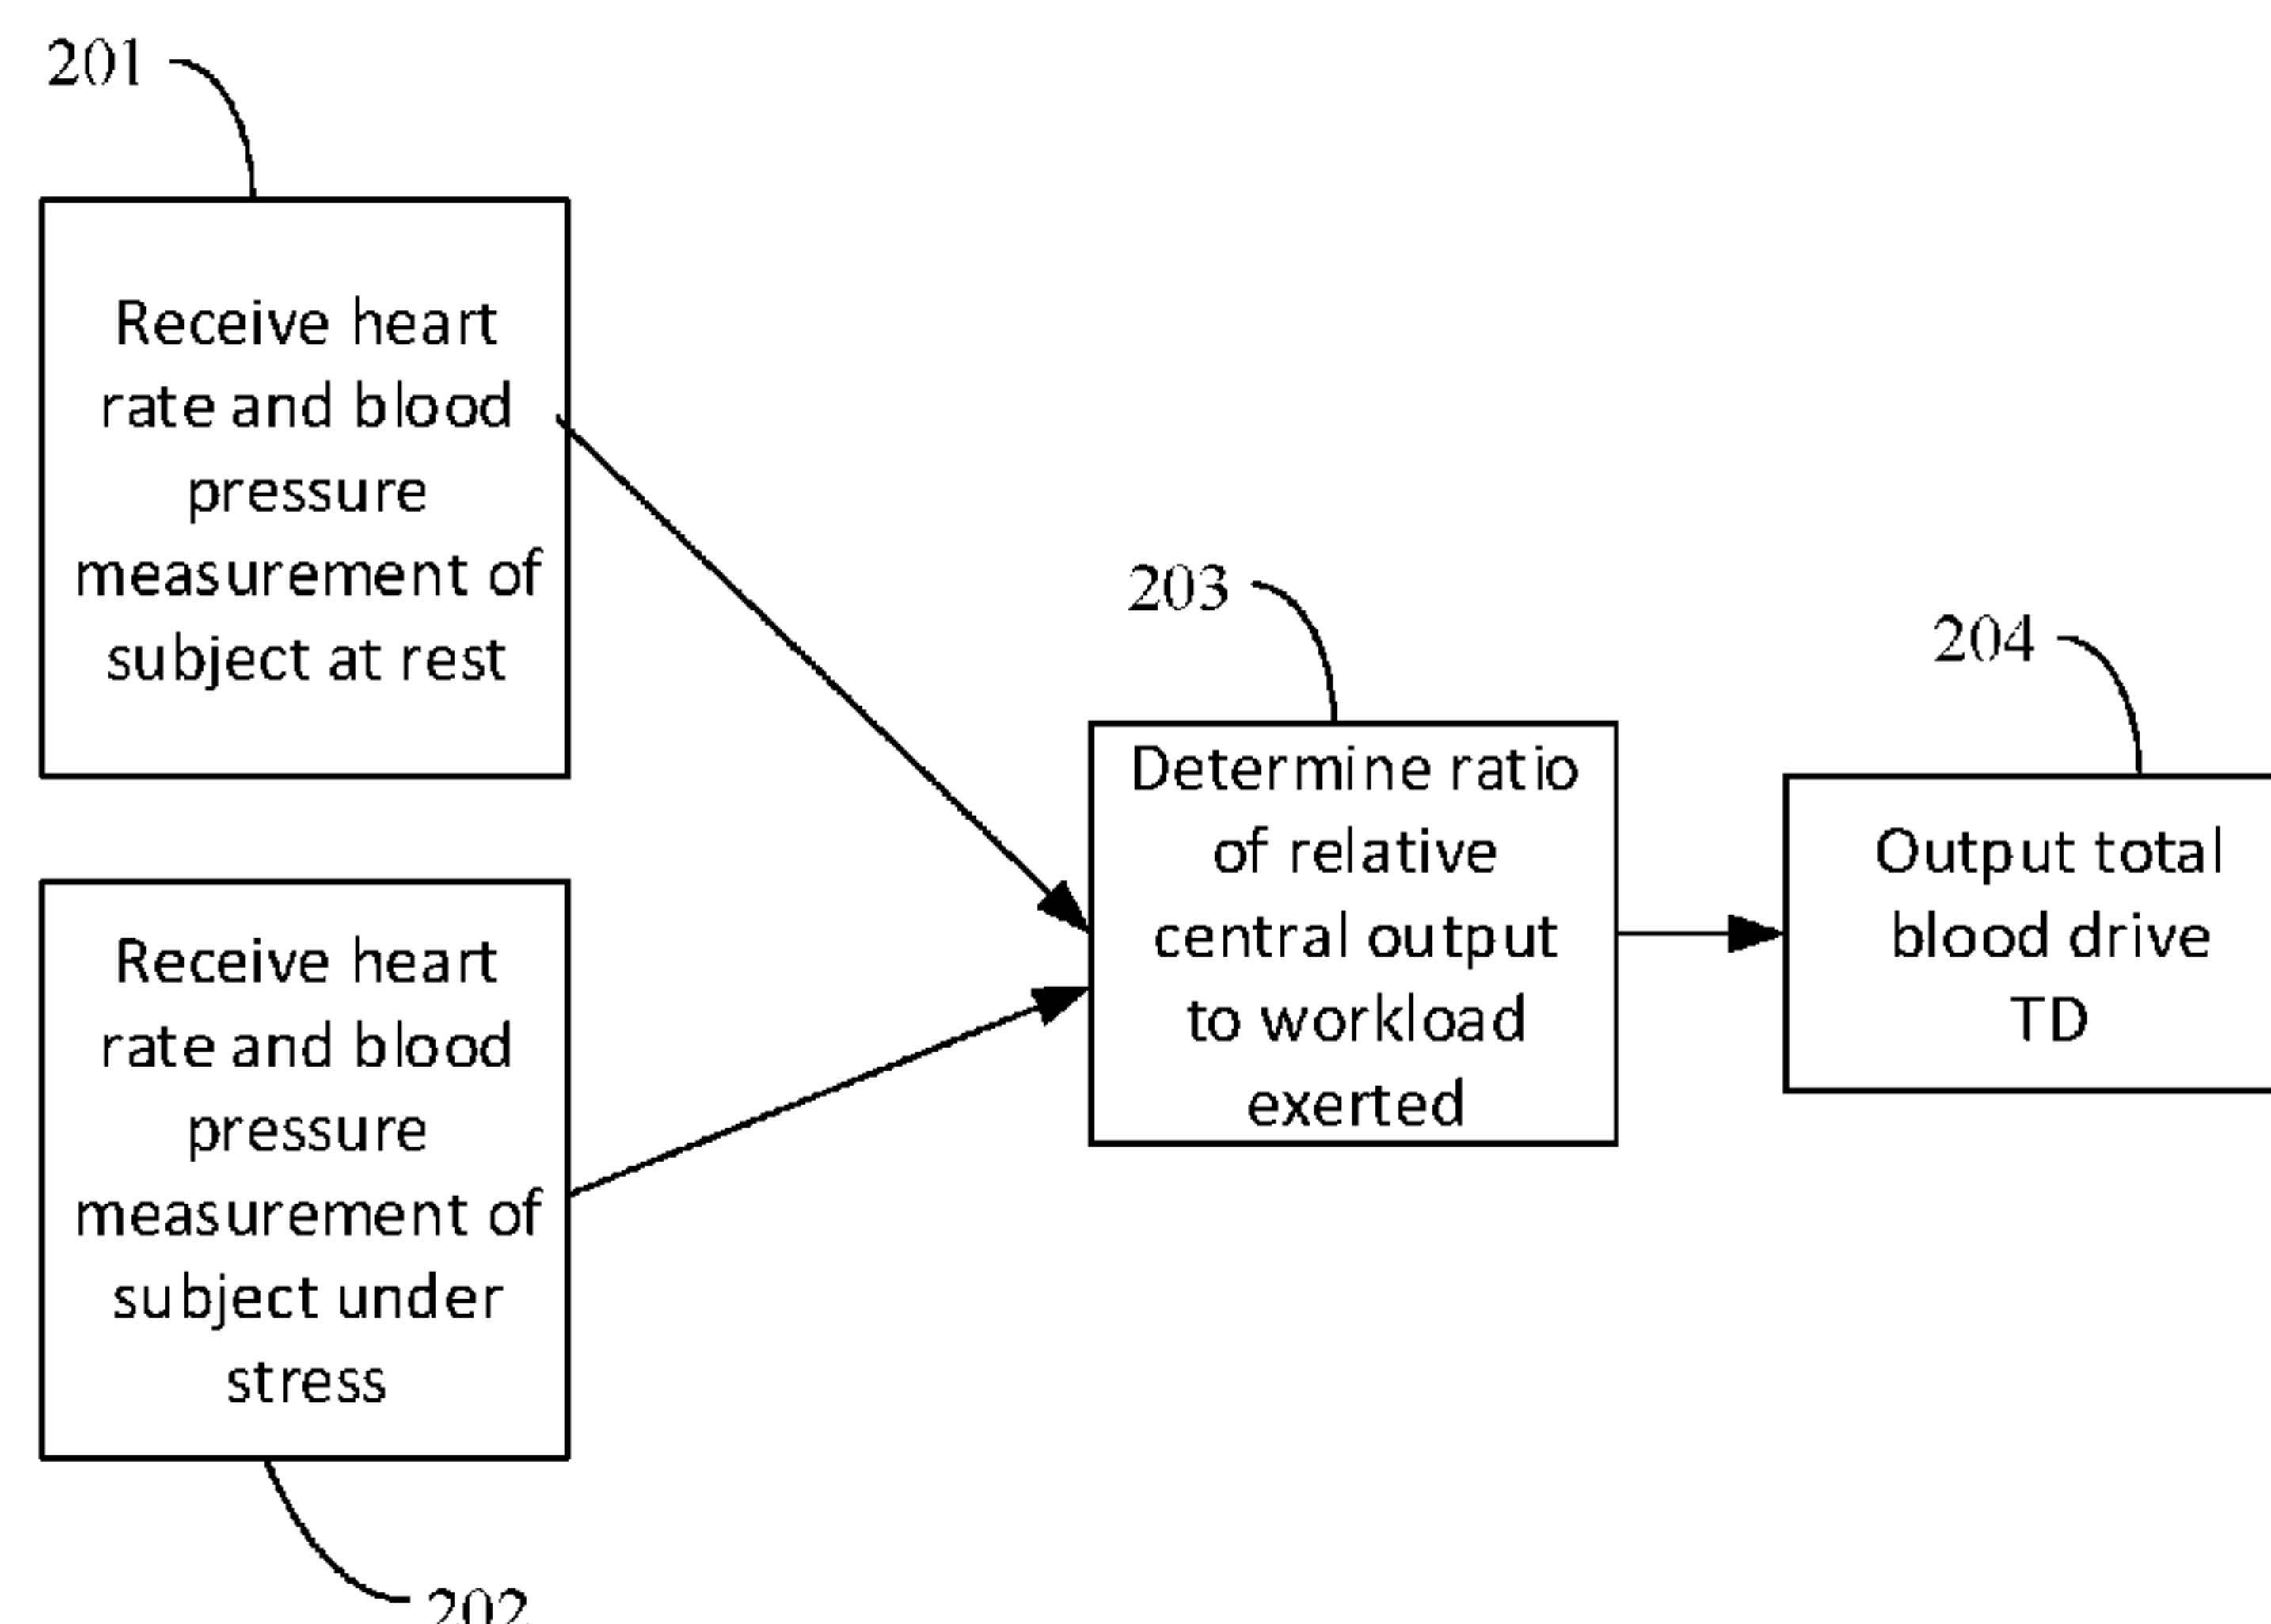 201
Receive heart
rate and blood
pressure
measurement of
subject at rest
Receive heart
rate and blood
pressure
measurement of
subject under
stress
202
203
Determine ratio
of relative
central output
to workload
exerted
204
Output total
blood drive
TD